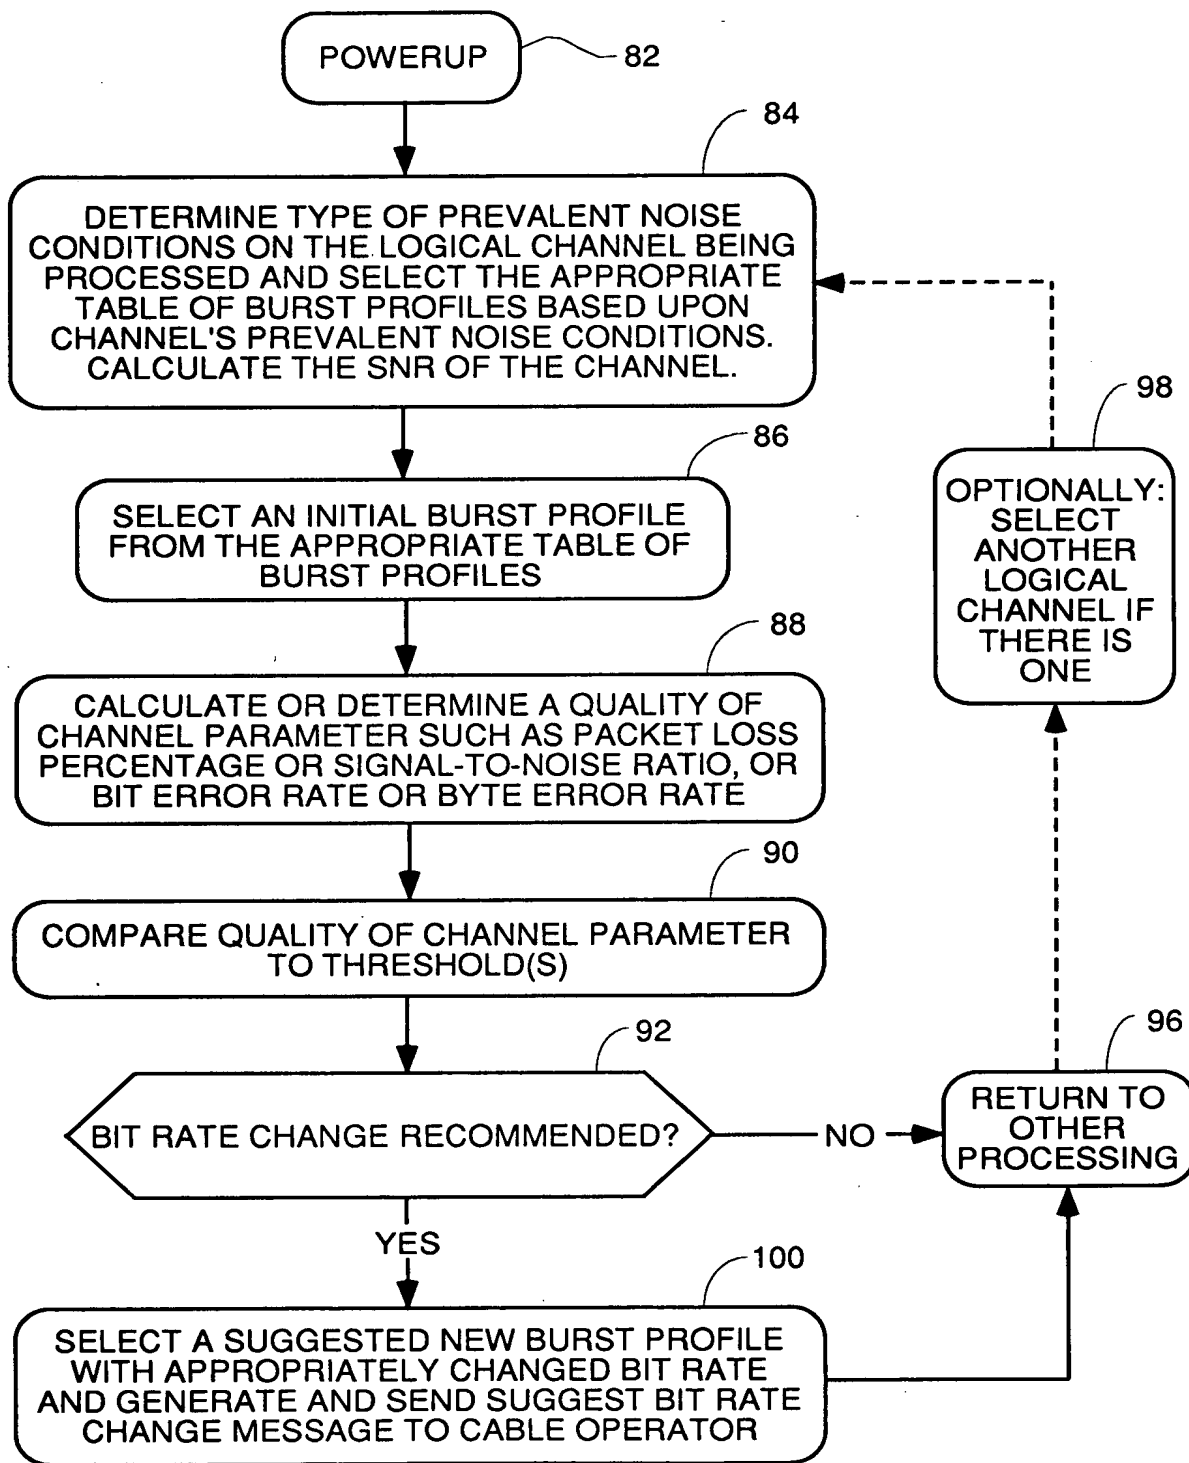 POWERUP
82
84
DETERMINE TYPE OF PREVALENT NOISE
CONDITIONS ON THE LOGICAL CHANNEL BEING
PROCESSED AND SELECT THE APPROPRIATE
TABLE OF BURST PROFILES BASED UPON
CHANNEL'S PREVALENT NOISE CONDITIONS.
CALCULATE THE SNR OF THE CHANNEL.
98
OPTIONALLY:
SELECT
ANOTHER
LOGICAL
CHANNEL IF
THERE IS
ONE
86
SELECT AN INITIAL BURST PROFILE
FROM THE APPROPRIATE TABLE OF
BURST PROFILES
88
CALCULATE OR DETERMINE A QUALITY OF
CHANNEL PARAMETER SUCH AS PACKET LOSS
PERCENTAGE OR SIGNAL-TO-NOISE RATIO, OR
BIT ERROR RATE OR BYTE ERROR RATE
90
COMPARE QUALITY OF CHANNEL PARAMETER
TO THRESHOLD(S)
92
BIT RATE CHANGE RECOMMENDED?
NO
96
RETURN TO
OTHER
PROCESSING
YES
100
SELECT A SUGGESTED NEW BURST PROFILE
WITH APPROPRIATELY CHANGED BIT RATE
AND GENERATE AND SEND SUGGEST BIT RATE
CHANGE MESSAGE TO CABLE OPERATOR